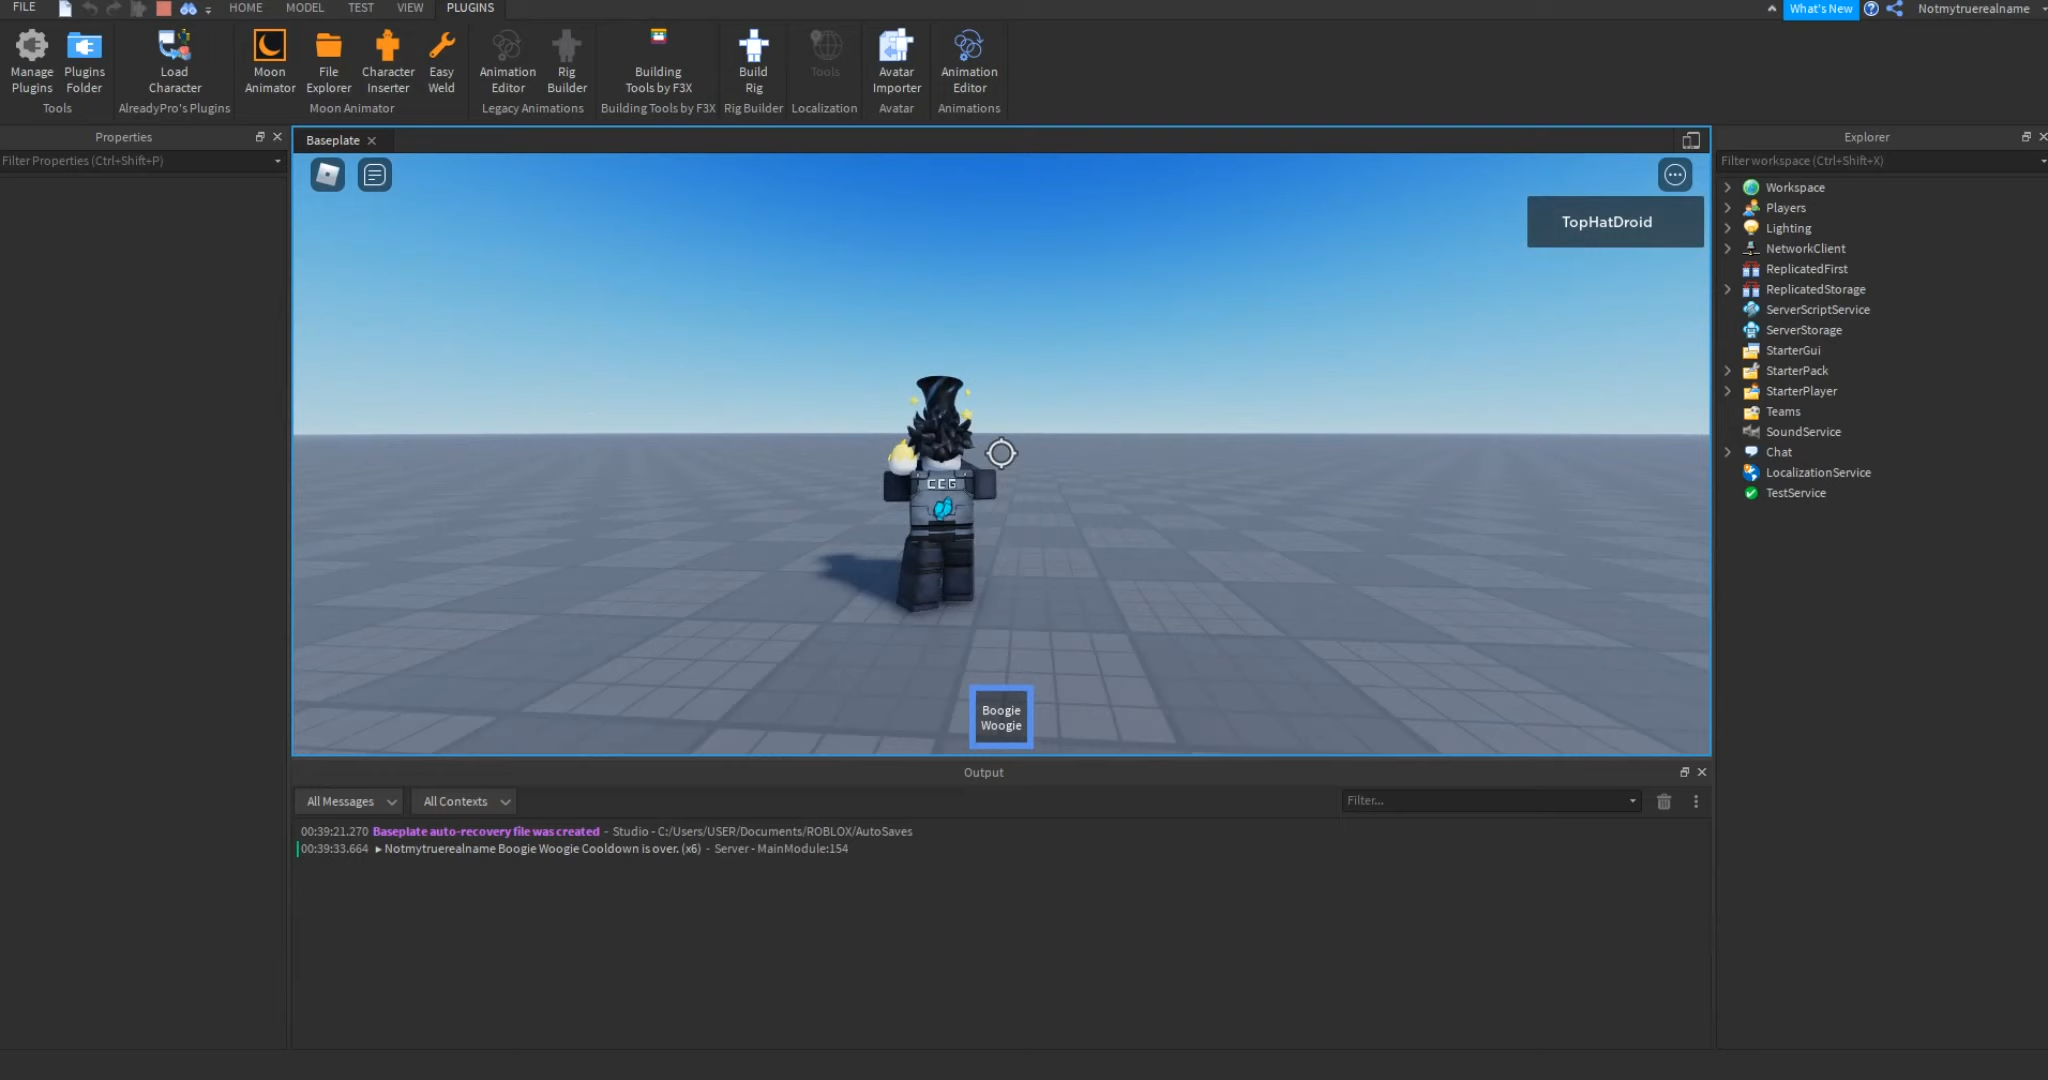 FILE HOME MODEL TEST VIEW PLUGINS What's New Notmytruerealname
Manage Plugins
Plugins Folder
Tools
Load Character
AlreadyPro's Plugins
Moon Animator
File Explorer
Character Inserter
Easy Weld
Moon Animator
Animation Editor
Rig Builder
Legacy Animations
Building Tools by F3X
Building Tools by F3X
Build Rig
Rig Builder
Tools
Localization
Avatar Importer
Avatar
Animation Editor
Animations
Properties
Filter Properties (Ctrl+Shift+P)
Baseplate
TopHatDroid
CCG
Boogie
Woogie
Explorer
Filter workspace (Ctrl+Shift+X)
Workspace
Players
Lighting
NetworkClient
ReplicatedFirst
ReplicatedStorage
ServerScriptService
ServerStorage
StarterGui
StarterPack
StarterPlayer
Teams
SoundService
Chat
LocalizationService
TestService
Output
All Messages All Contexts Filter...
00:39:21.270 Baseplate auto-recovery file was created - Studio - C:/Users/USER/Documents/ROBLOX/AutoSaves
00:39:33.664 ▸ Notmytruerealname Boogie Woogie Cooldown is over. (x6) - Server - MainModule:154